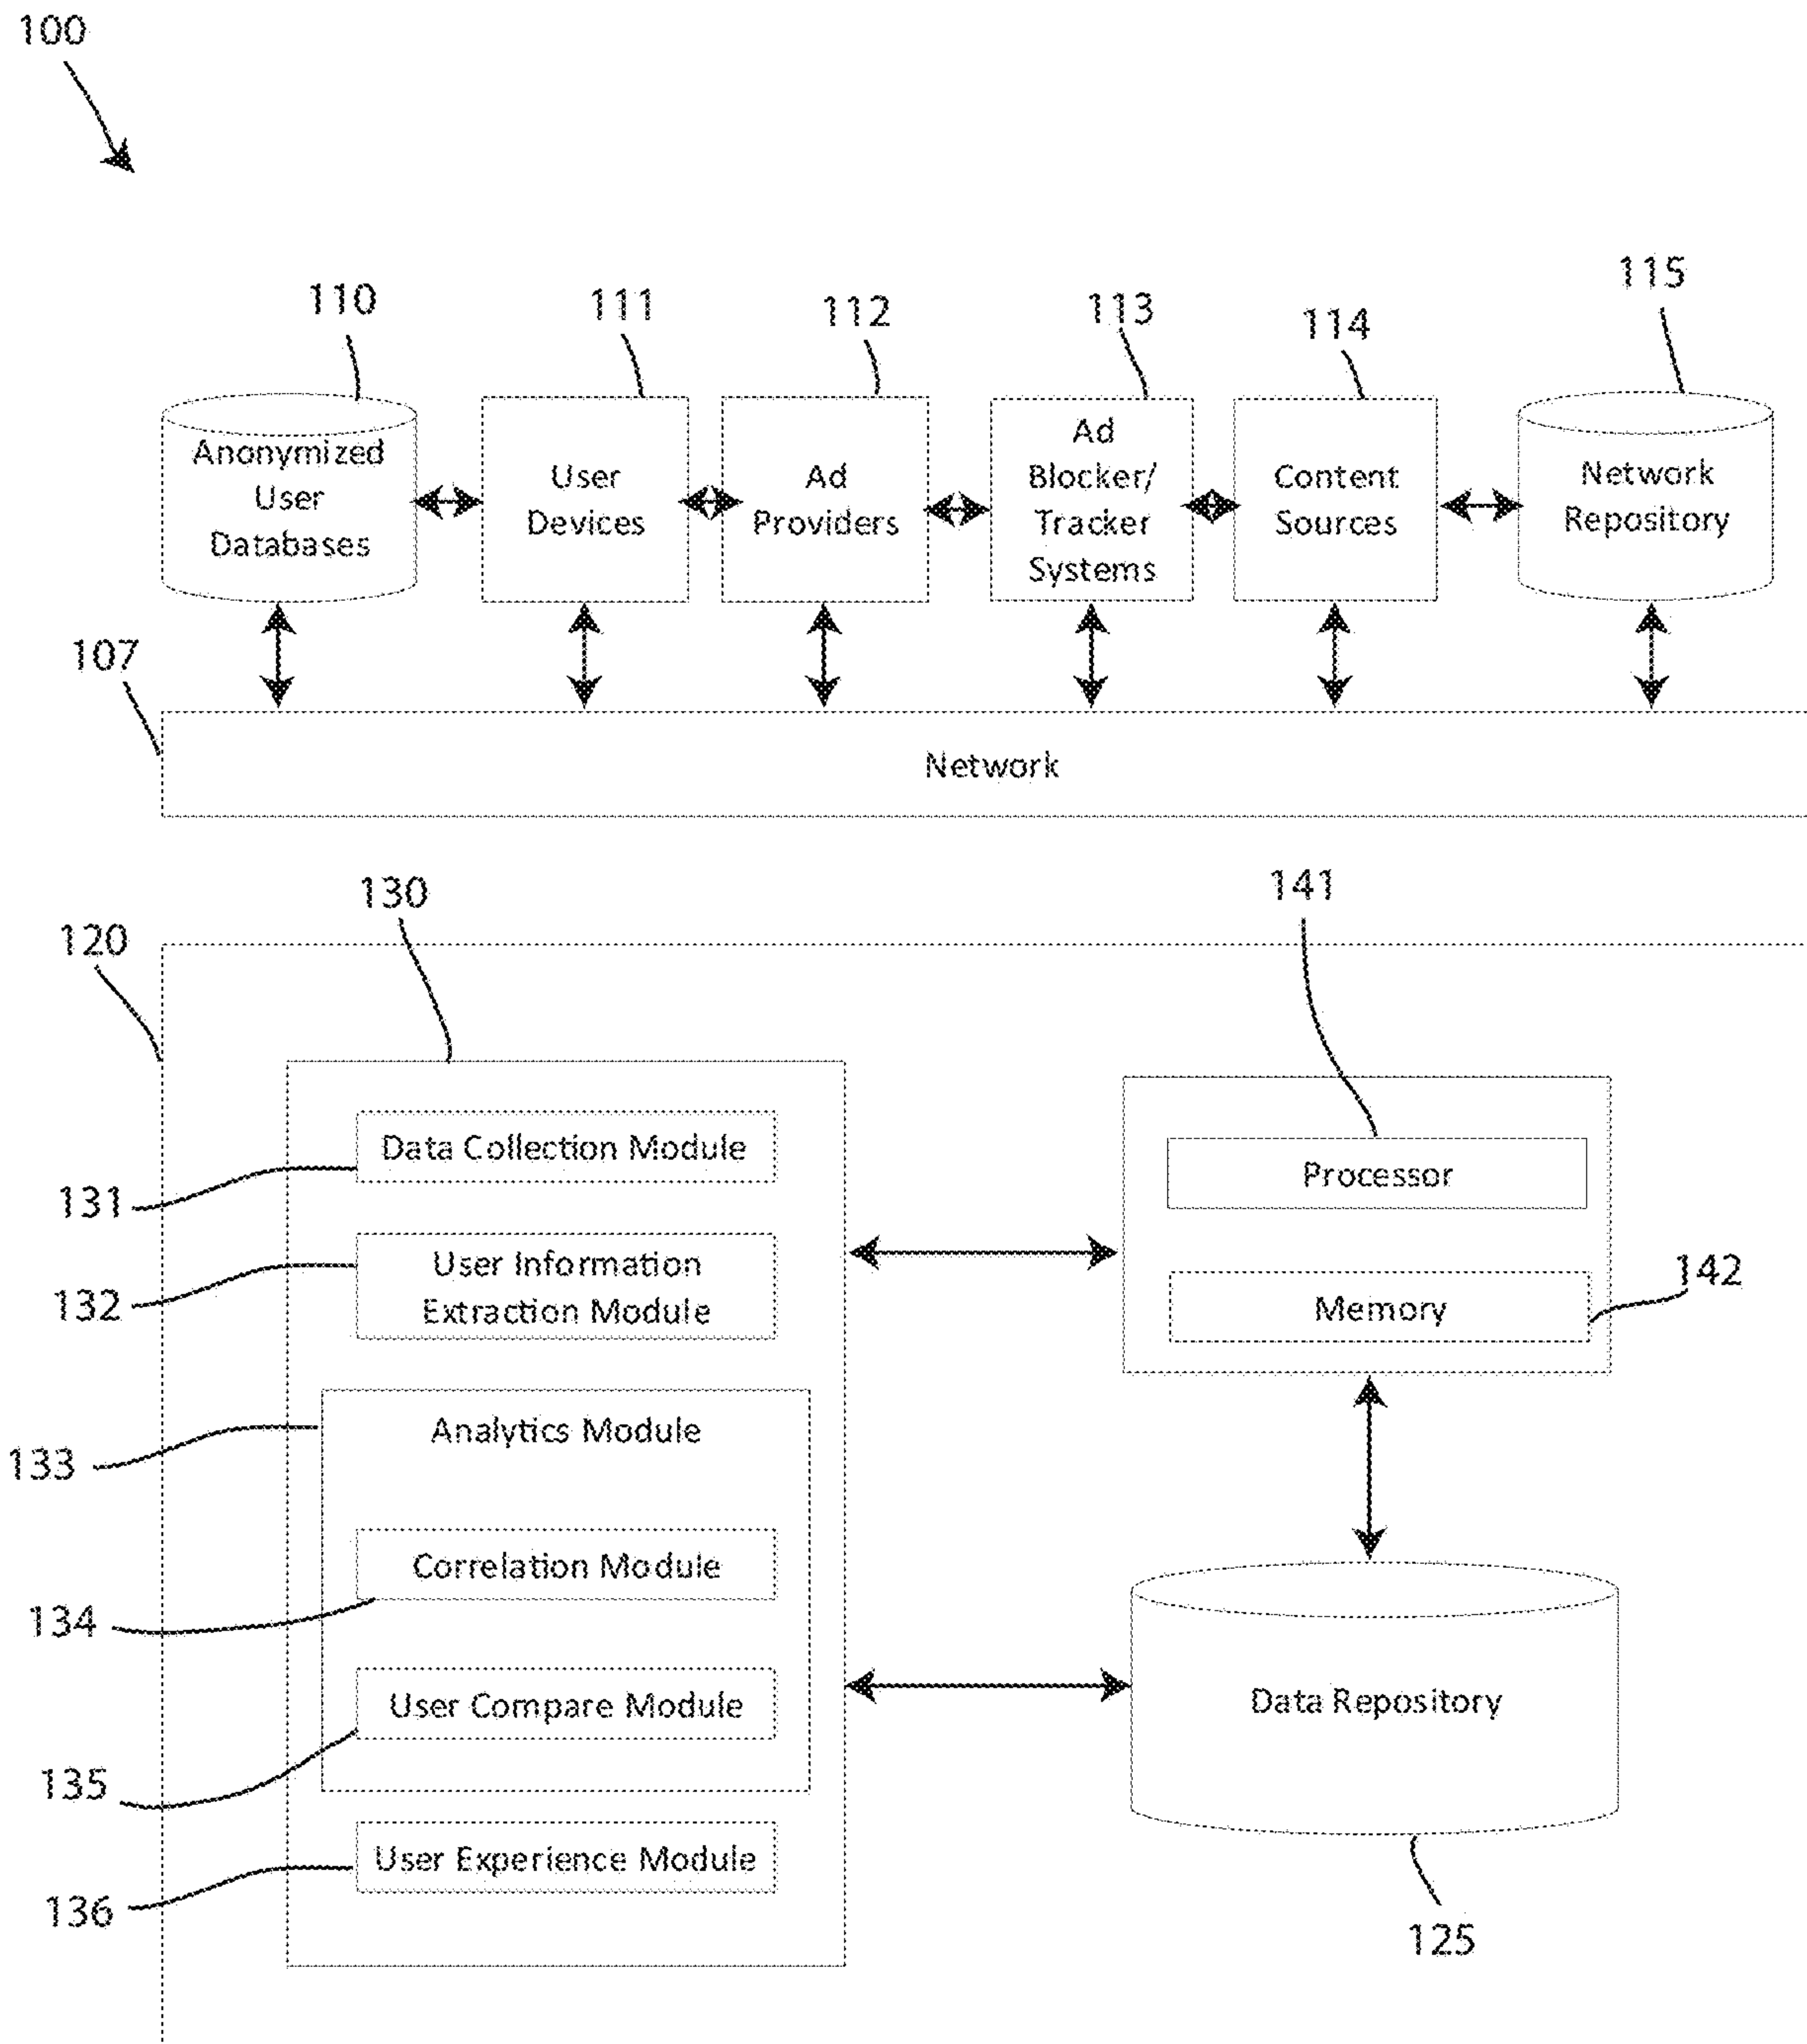 100
110
111
112
113
114
115
Anonymized
User
Databases
User
Devices
Ad
Providers
Ad
Blocker/
Tracker
Systems
Content
Sources
Network
Repository
107
Network
120
130
141
Data Collection Module
131
Processor
User Information
Extraction Module
132
Memory
142
Analytics Module
133
Correlation Module
134
User Compare Module
135
Data Repository
User Experience Module
136
125